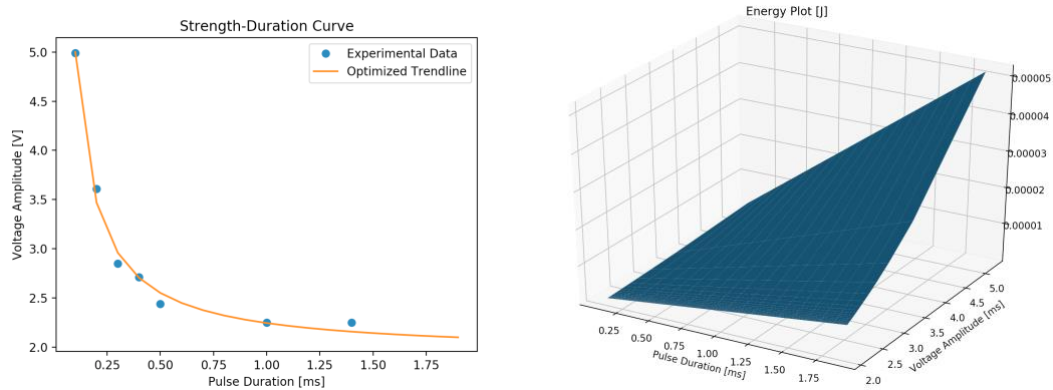 Strength-Duration Curve
Experimental Data
Optimized Trendline
Voltage Amplitude [V]
5.0
4.5
4.0
3.5
3.0
2.5
2.0
0.25 0.50 0.75 1.00 1.25 1.50 1.75
Pulse Duration [ms]
Energy Plot [J]
0.00005
0.00004
0.00003
0.00002
0.00001
0.25 0.50 0.75 1.00 1.25 1.50 1.75
Pulse Duration [ms]
2.0 2.5 3.0 3.5 4.0 4.5 5.0
Voltage Amplitude [ms]